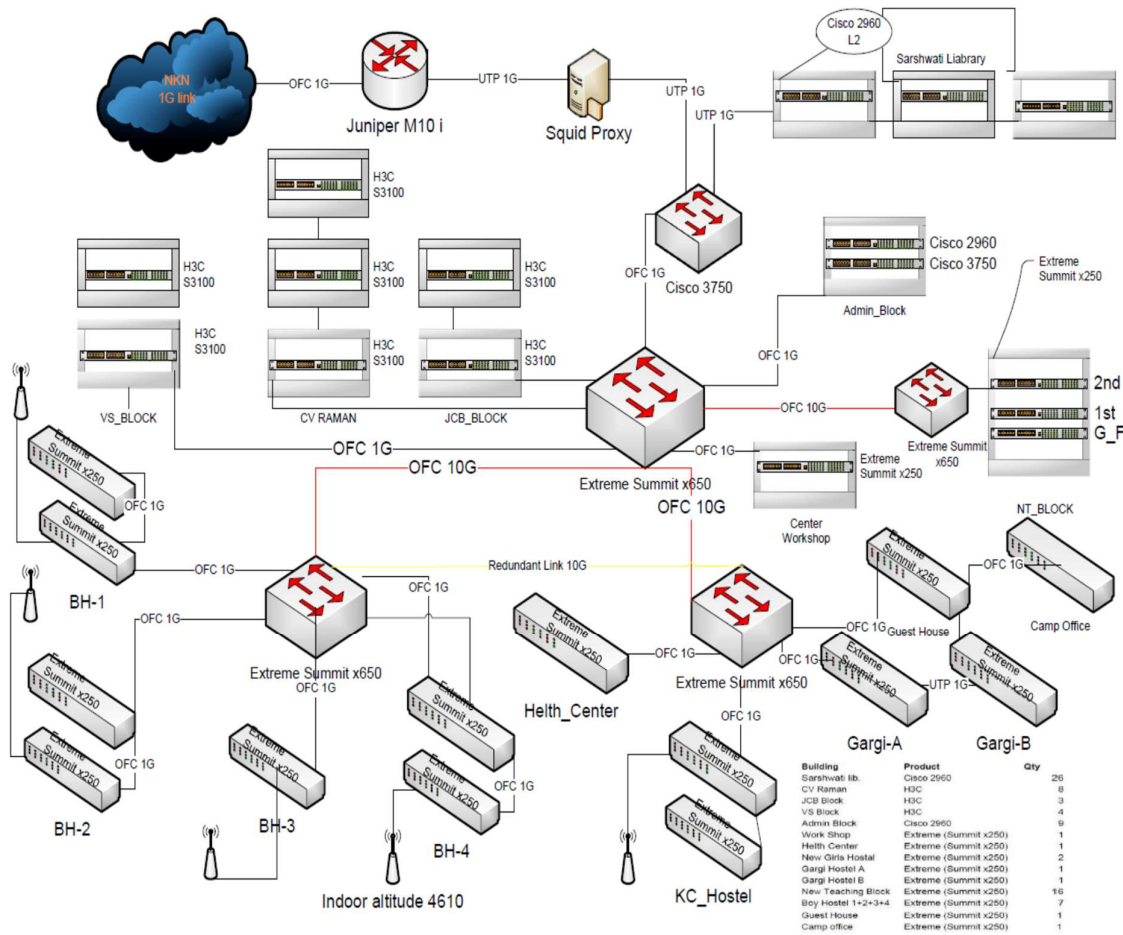 NKN
1G link
OFC 1G
Juniper M10 i
UTP 1G
Squid Proxy
UTP 1G
UTP 1G
Cisco 2960
L2
Sarshwati Liabrary
H3C
S3100
H3C
S3100
H3C
S3100
H3C
S3100
H3C
S3100
H3C
S3100
H3C
S3100
VS_BLOCK
CV RAMAN
JCB_BLOCK
OFC 1G
Cisco 3750
Cisco 2960
Cisco 3750
Admin_Block
Extreme
Summit x250
OFC 1G
OFC 10G
2nd
1st
G_F
Extreme Summit
x650
OFC 1G
OFC 10G
OFC 1G
Extreme Summit x650
OFC 10G
Extreme
Summit x250
Center
Workshop
NT_BLOCK
Extreme
Summit x250
OFC 1G
Extreme
Summit x250
BH-1
OFC 1G
Redundant Link 10G
OFC 1G
Extreme Summit x650
OFC 1G
OFC 1G
Extreme
Summit x250
Extreme
Summit x250
OFC 1G
BH-2
Extreme
Summit x250
BH-3
Extreme
Summit x250
Extreme
Summit x250
OFC 1G
BH-4
Indoor altitude 4610
Extreme
Summit x250
Helth_Center
OFC 1G
Extreme Summit x650
OFC 1G
OFC 1G
Extreme
Summit x250
Guest House
OFC 1G
Camp Office
Extreme
Summit x250
UTP 1G
Extreme
Summit x250
Gargi-A
Gargi-B
OFC 1G
Extreme
Summit x250
Extreme
Summit x250
KC_Hostel
Building Product Qty
Sarshwati lib. Cisco 2960 26
CV Raman H3C 8
JCB Block H3C 3
VS Block H3C 4
Admin Block Cisco 2960 9
Work Shop Extreme (Summit x250) 1
Helth Center Extreme (Summit x250) 1
New Girls Hostal Extreme (Summit x250) 2
Gargi Hostel A Extreme (Summit x250) 1
Gargi Hostel B Extreme (Summit x250) 1
New Teaching Block Extreme (Summit x250) 16
Boy Hostel 1+2+3+4 Extreme (Summit x250) 7
Guest House Extreme (Summit x250) 1
Camp office Extreme (Summit x250) 1